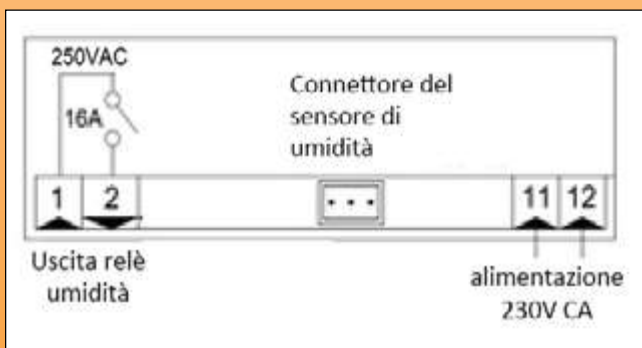 250VAC
16A
Connettore del
sensore di
umidità
1 2
11 12
Uscita relè
umidità
alimentazione
230V CA